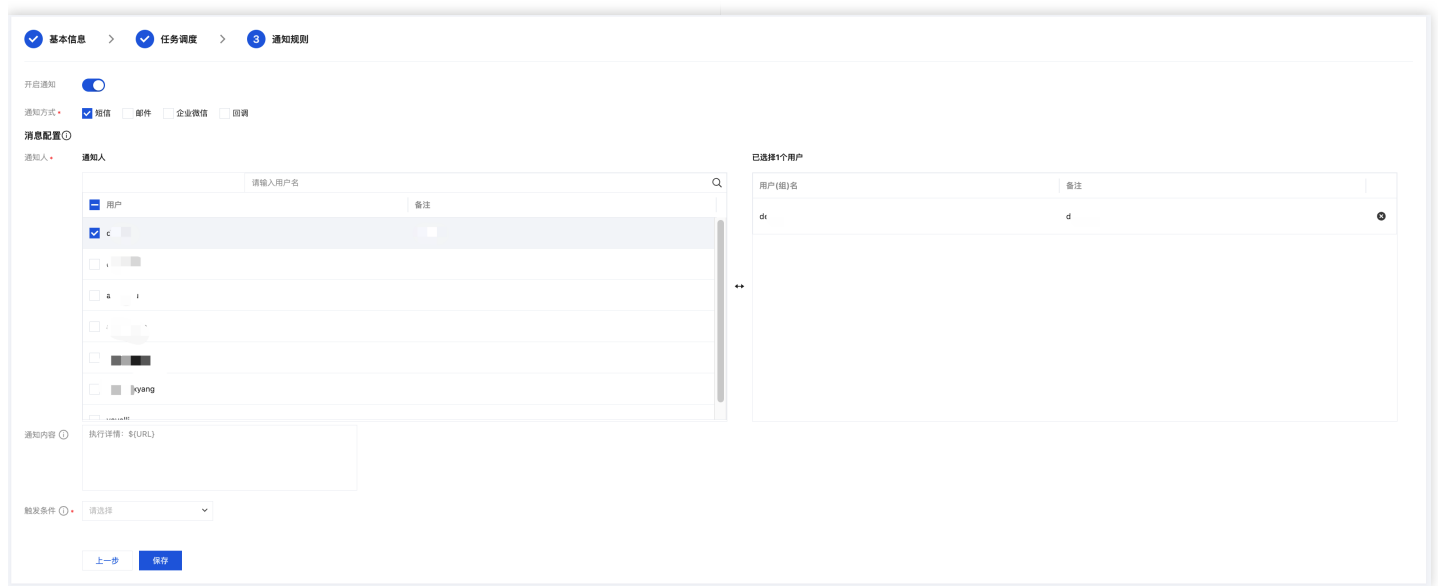 基本信息 > 任务调度 > 3 通知规则
开启通知
通知方式* 短信 邮件 企业微信 回调
消息配置
通知人* 通知人 已选择1个用户
请输入用户名
用户(组)名 备注
用户 备注
d
kyang
通知内容 执行详情：${URL}
触发条件 * 请选择
上一步 保存